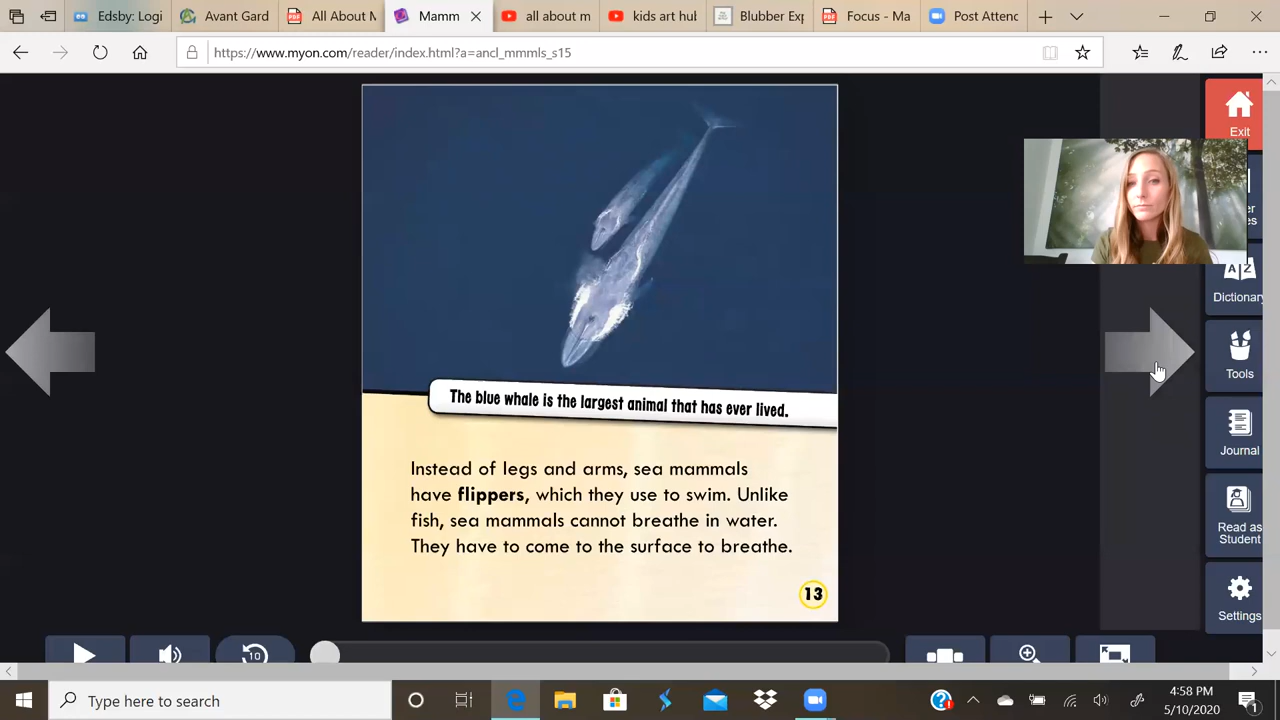 Edsby: Logi
Avant Gard
All About M
Mamm
all about m
kids art hu
Blubber Exp
Focus - Ma
Post Attenc
https://www.myon.com/reader/index.html?a=ancl_mmmls_s15
Exit
Dictionary
Tools
Journal
Read as
Student
Settings
The blue whale is the largest animal that has ever lived.
Instead of legs and arms, sea mammals
have flippers, which they use to swim. Unlike
fish, sea mammals cannot breathe in water.
They have to come to the surface to breathe.
13
10
Type here to search
4:58 PM
5/10/2020